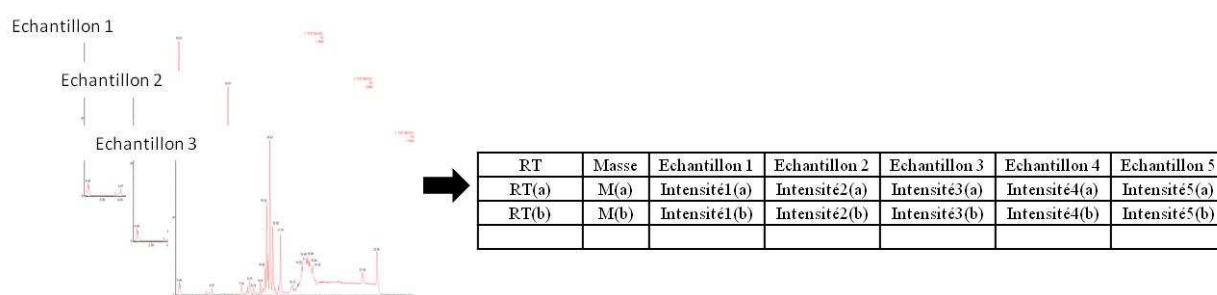 Echantillon 1
Echantillon 2
Echantillon 3
RT Masse Echantillon 1 Echantillon 2 Echantillon 3 Echantillon 4 Echantillon 5
RT(a) M(a) Intensité1(a) Intensité2(a) Intensité3(a) Intensité4(a) Intensité5(a)
RT(b) M(b) Intensité1(b) Intensité2(b) Intensité3(b) Intensité4(b) Intensité5(b)